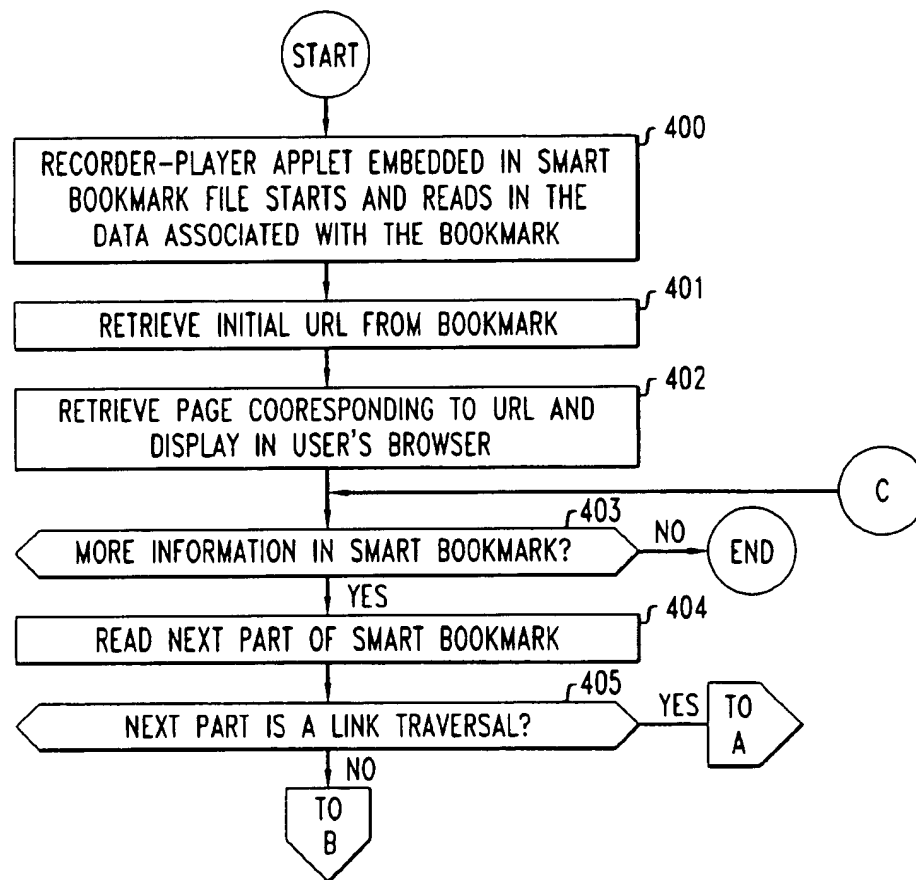 START
400
RECORDER-PLAYER APPLET EMBEDDED IN SMART
BOOKMARK FILE STARTS AND READS IN THE
DATA ASSOCIATED WITH THE BOOKMARK
401
RETRIEVE INITIAL URL FROM BOOKMARK
402
RETRIEVE PAGE COORESPONDING TO URL AND
DISPLAY IN USER'S BROWSER
C
403
MORE INFORMATION IN SMART BOOKMARK?
NO
END
YES
404
READ NEXT PART OF SMART BOOKMARK
405
NEXT PART IS A LINK TRAVERSAL?
YES
TO
A
NO
TO
B